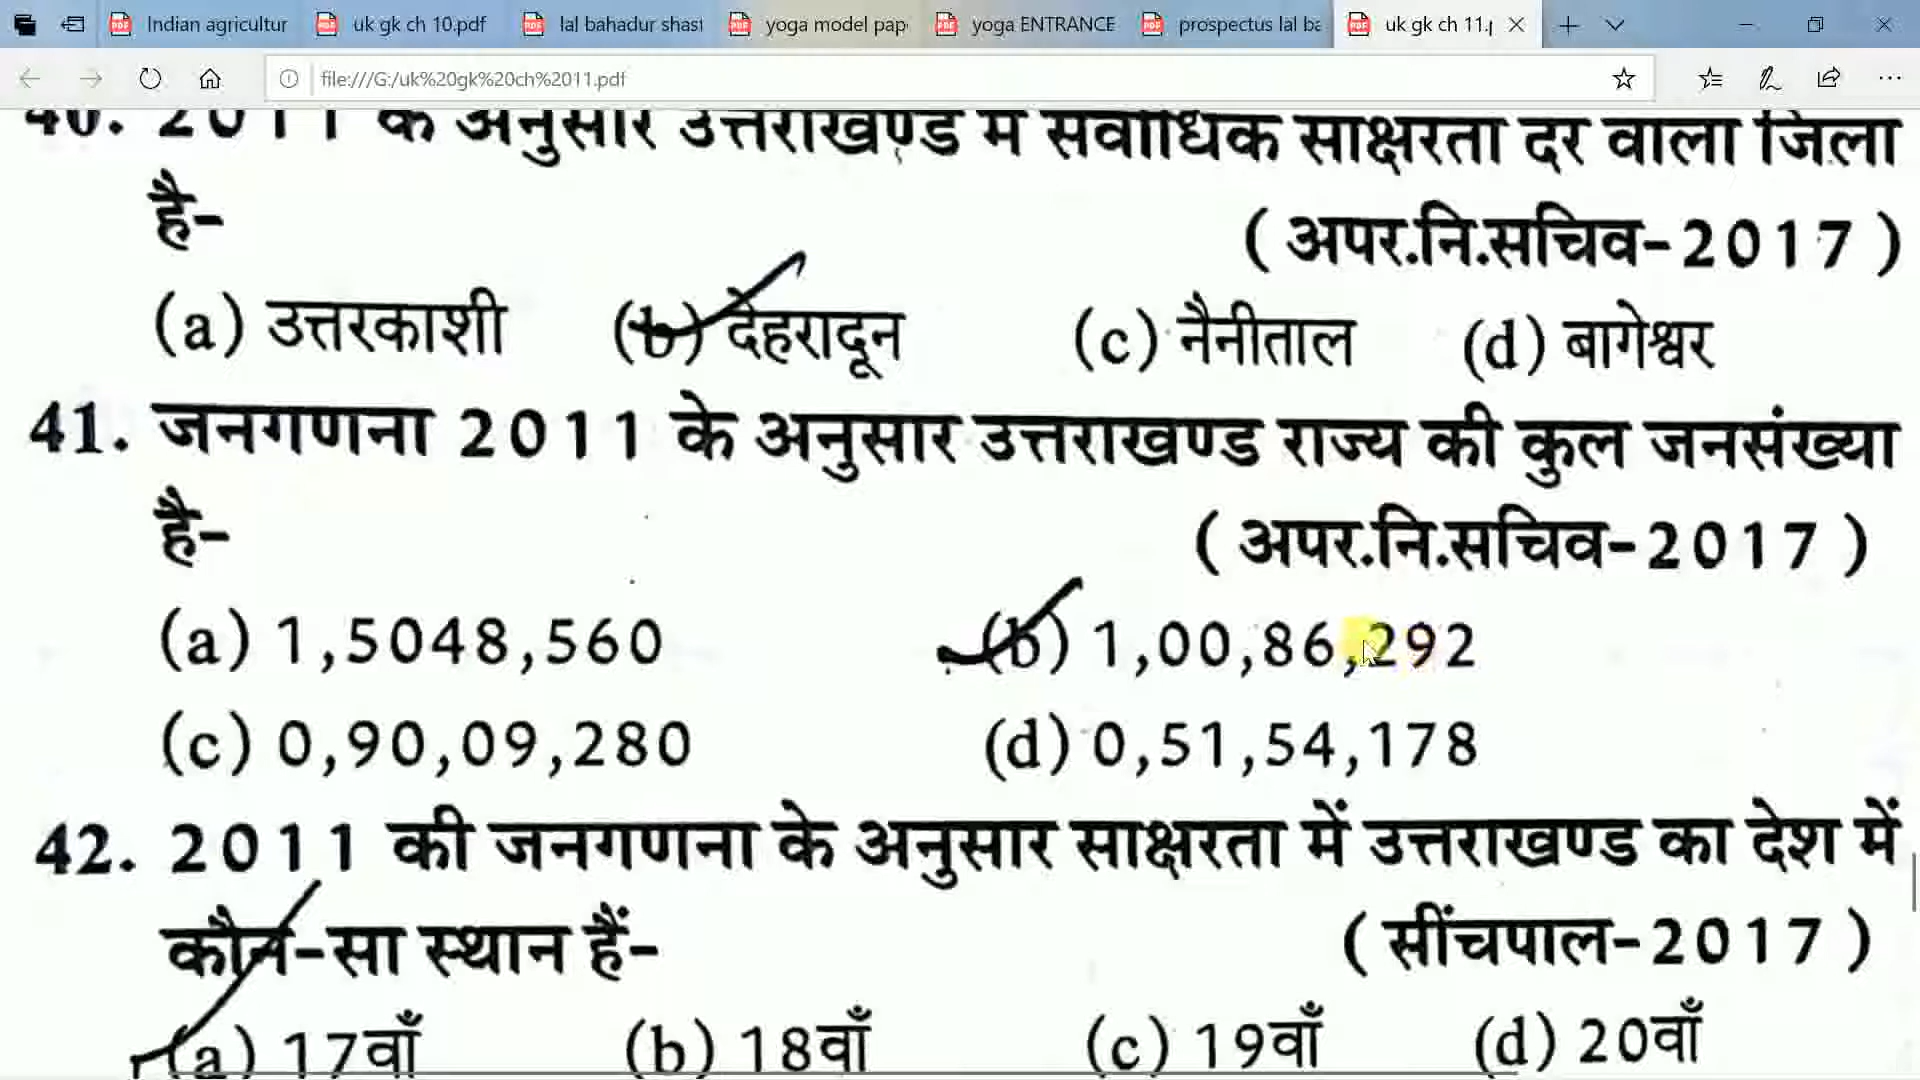 Indian agricultur uk gk ch 10.pdf lal bahadur shast yoga model pap yoga ENTRANCE prospectus lal ba uk gk ch 11.p
file:///G:/uk%20gk%20ch%2011.pdf
40. 2011 के अनुसार उत्तराखण्ड में सर्वाधिक साक्षरता दर वाला जिला
है- (अपर.नि.सचिव-2017)
(a) उत्तरकाशी (b) देहरादून (c) नैनीताल (d) बागेश्वर
41. जनगणना 2011 के अनुसार उत्तराखण्ड राज्य की कुल जनसंख्या
है- (अपर.नि.सचिव-2017)
(a) 1,5048,560 (b) 1,00,86,292
(c) 0,90,09,280 (d) 0,51,54,178
42. 2011 की जनगणना के अनुसार साक्षरता में उत्तराखण्ड का देश में
कौन-सा स्थान हैं- (सींचपाल-2017)
(a) 17वाँ (b) 18वाँ (c) 19वाँ (d) 20वाँ